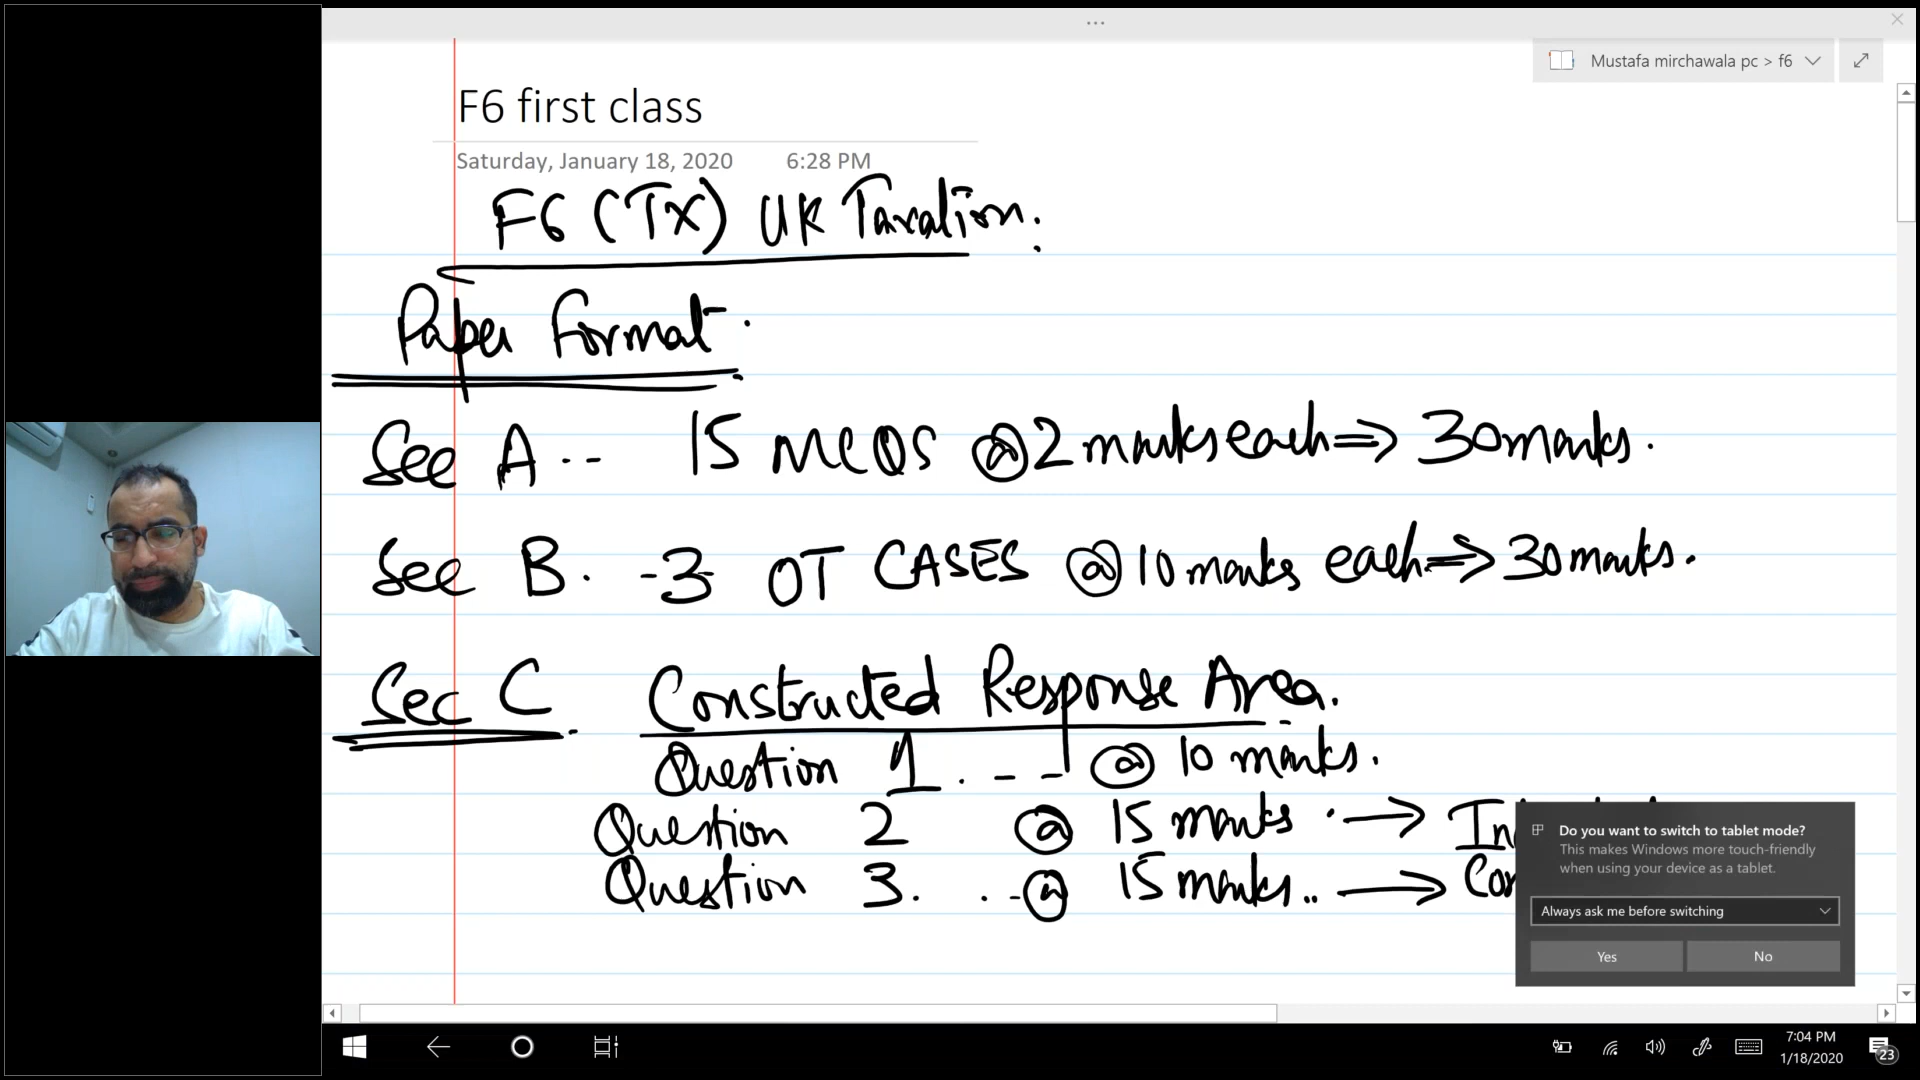 Mustafa mirchawala pc > f6
F6 first class
Saturday, January 18, 2020 6:28 PM
F6 (TX) UK Taxation.
Paper Format.
Sec A -- 15 MCQS @ 2 marks each ⇒ 30 marks.
Sec B. -3- OT CASES @ 10 marks each ⇒ 30 marks.
Sec C Constructed Response Area.
Question 1. -- @ 10 marks.
Question 2 @ 15 marks. → In
Question 3. ..@ 15 marks.. → Co
Do you want to switch to tablet mode?
This makes Windows more touch-friendly
when using your device as a tablet.
Always ask me before switching
Yes No
7:04 PM
1/18/2020
23